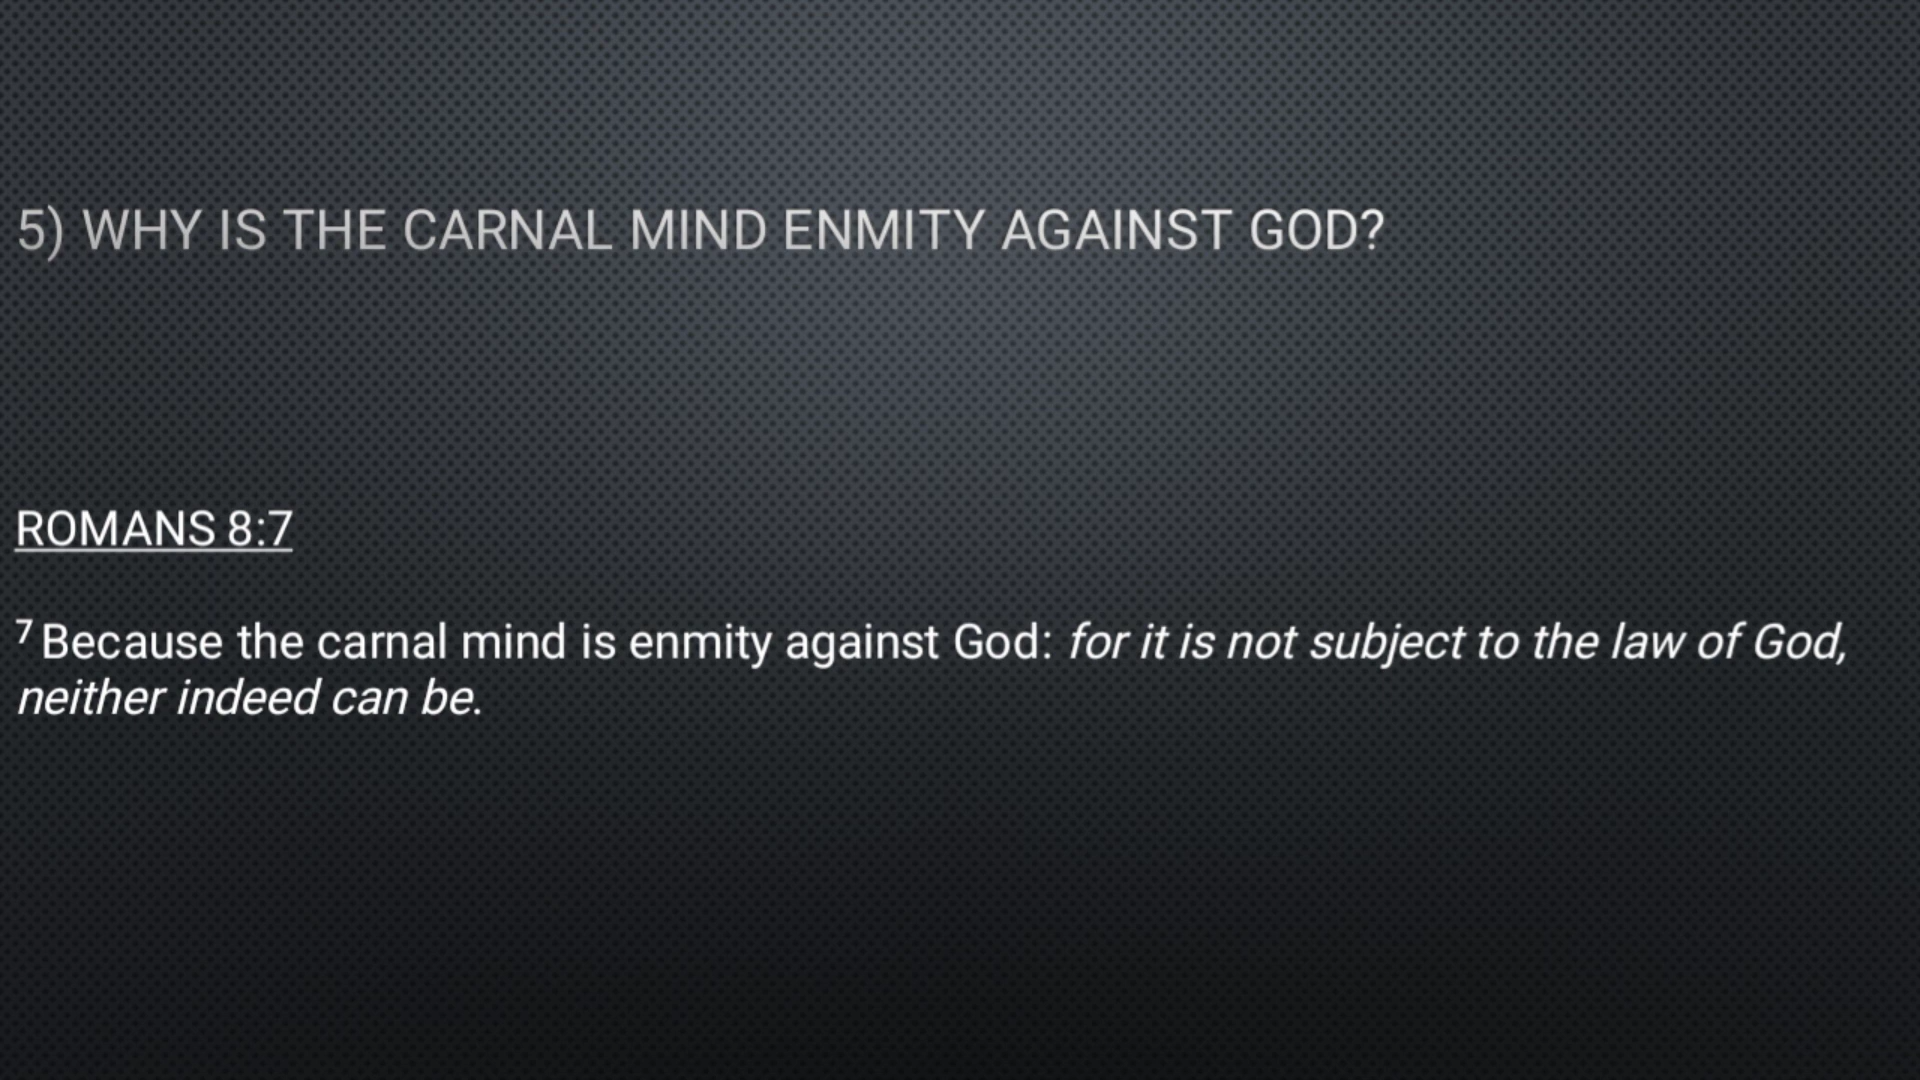 5) WHY IS THE CARNAL MIND ENMITY AGAINST GOD?
ROMANS 8:7
7 Because the carnal mind is enmity against God: for it is not subject to the law of God,
neither indeed can be.